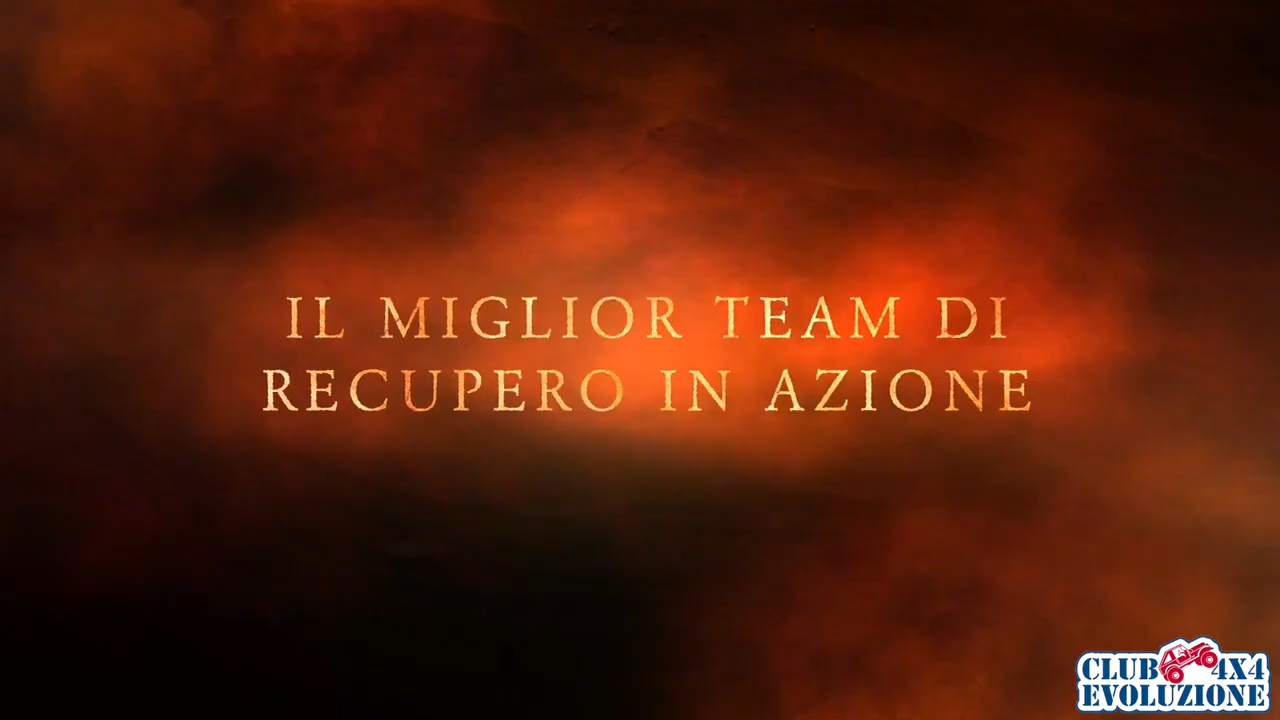 IL MIGLIOR TEAM DI
RECUPERO IN AZIONE
CLUB 4X4
EVOLUZIONE